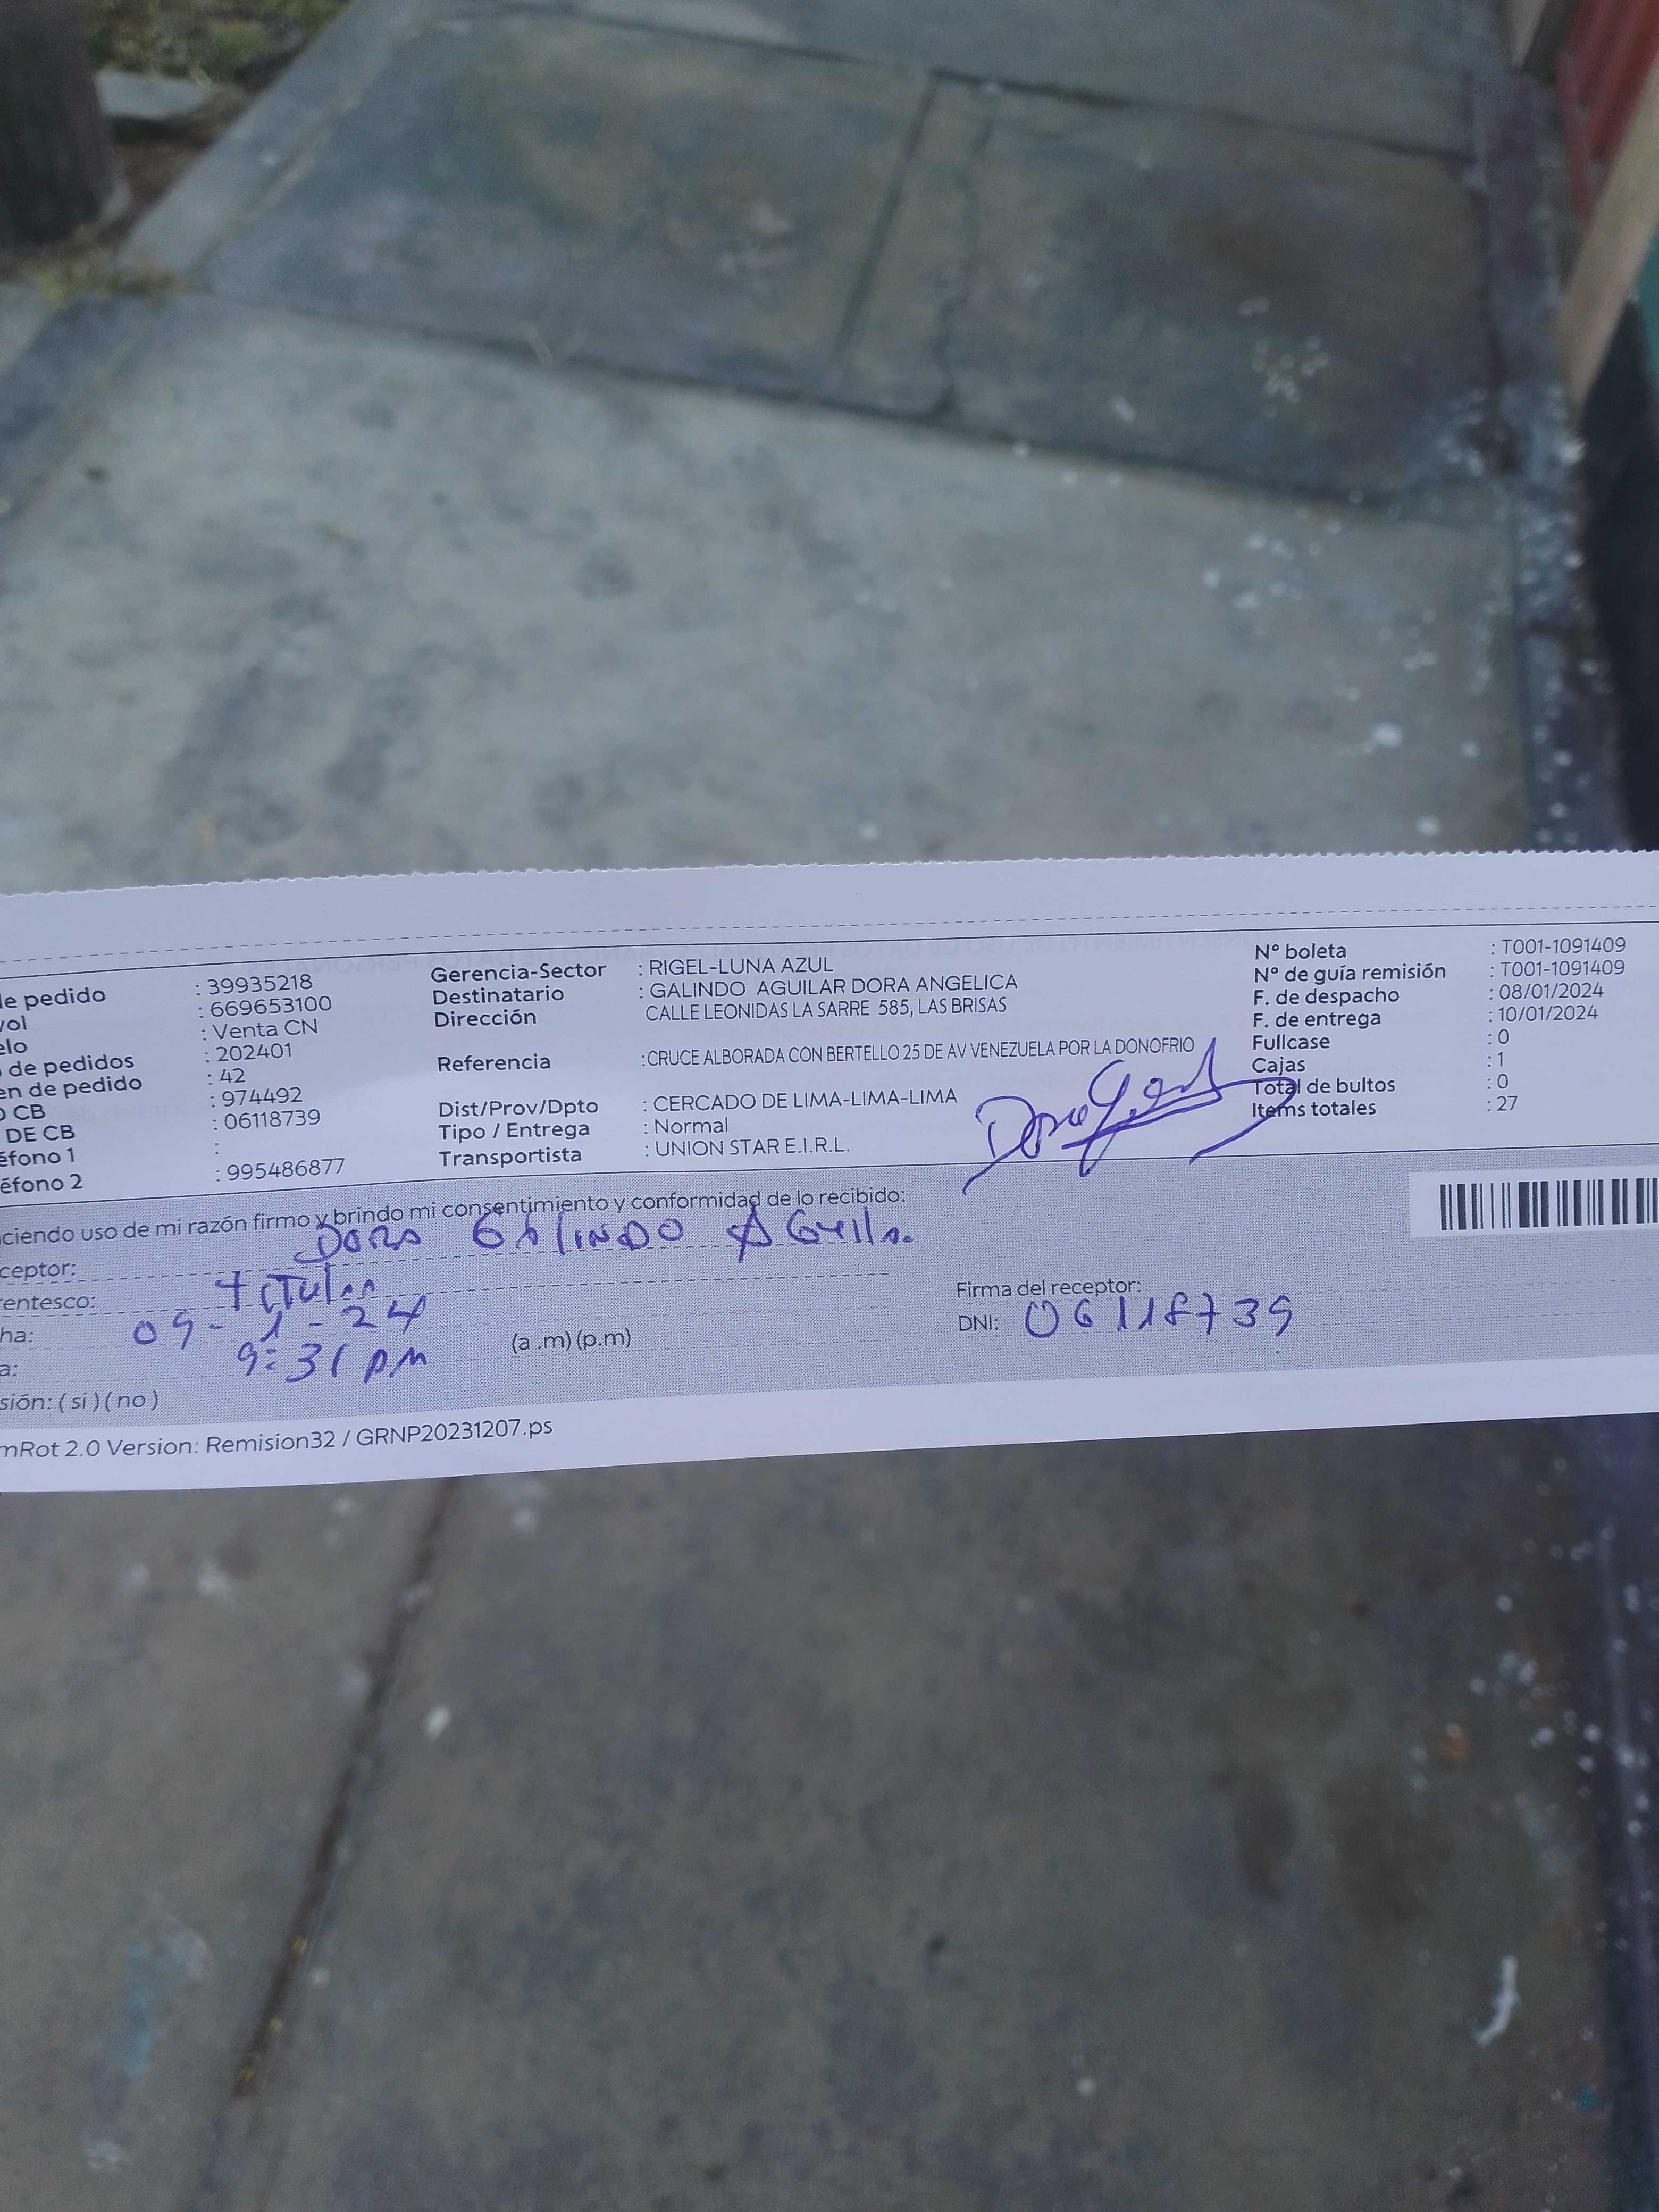 e pedido : 39935218 Gerencia-Sector : RIGEL-LUNA AZUL Nº boleta : T001-1091409
vol : 669653100 Destinatario : GALINDO AGUILAR DORA ANGELICA Nº de guía remisión : T001-1091409
elo : Venta CN Dirección CALLE LEONIDAS LA SARRE 585, LAS BRISAS F. de despacho : 08/01/2024
de pedidos : 202401 F. de entrega : 10/01/2024
en de pedido : 42 Referencia :CRUCE ALBORADA CON BERTELLO 25 DE AV VENEZUELA POR LA DONOFRIO Fullcase : 0
CB : 974492 Cajas : 1
DE CB : 06118739 Dist/Prov/Dpto : CERCADO DE LIMA-LIMA-LIMA Total de bultos : 0
éfono 1 : Tipo / Entrega : Normal Items totales : 27
éfono 2 : 995486877 Transportista : UNION STAR E.I.R.L.
ciendo uso de mi razón firmo y brindo mi consentimiento y conformidad de lo recibido:
ceptor: DORA GALINDO AGuilar
rentesco: tituLar
Firma del receptor:
ha: 09-1-24
DNI: 06118739
a: 9:31 pm (a .m) (p.m)
sión: ( si ) ( no )
mRot 2.0 Version: Remision32 / GRNP20231207.ps